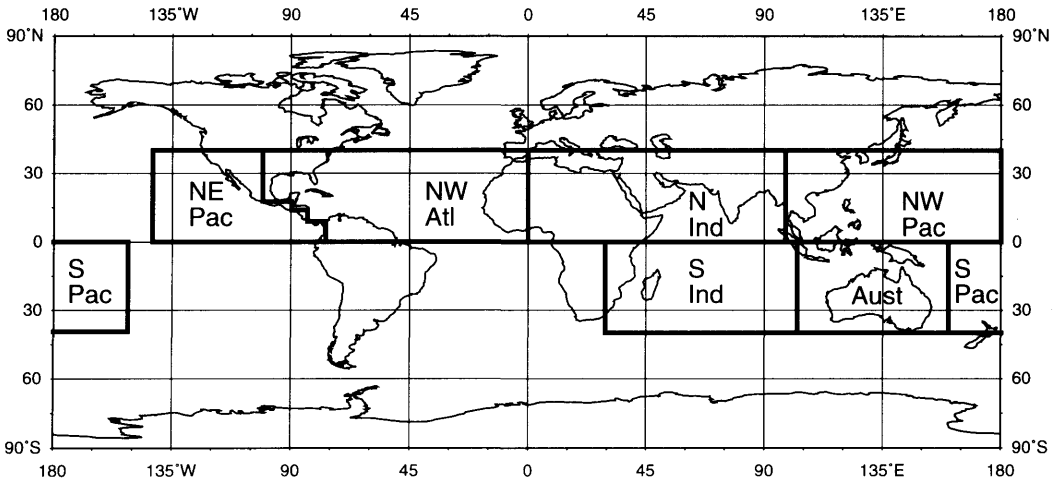 180 135°W 90 45 0 45 90 135°E 180
90°N 90°N
60 60
30 30
NE NW N NW
Pac Atl Ind Pac
0 0
S S Aust S
Pac Ind Pac
30 30
60 60
90°S 90°S
180 135°W 90 45 0 45 90 135°E 180